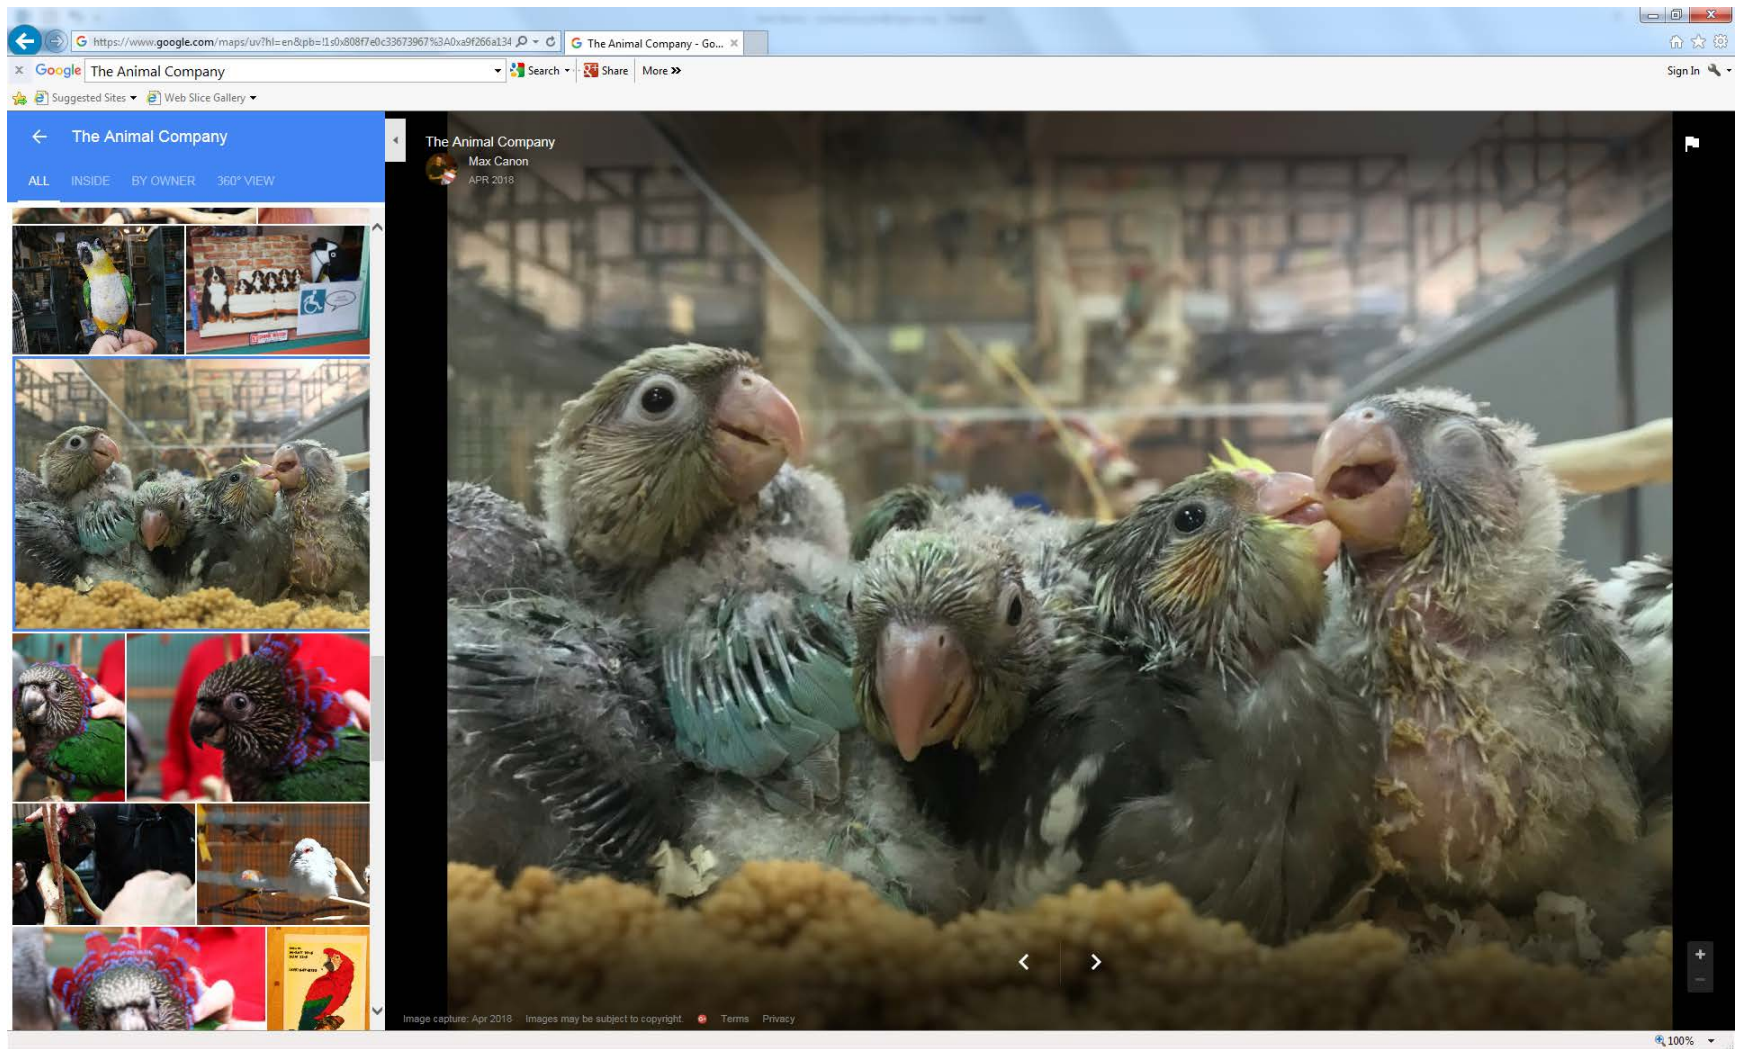 https://www.google.com/maps/uv?hl=en&pb=!1s0x808f7e0c33673967%3A0xa9f266a134
The Animal Company - Go...
Google The Animal Company Search Share More »
Sign In
Suggested Sites Web Slice Gallery
The Animal Company
ALL INSIDE BY OWNER 360° VIEW
The Animal Company
Max Canon
APR 2018
Image capture: Apr 2018 Images may be subject to copyright. Terms Privacy
100%